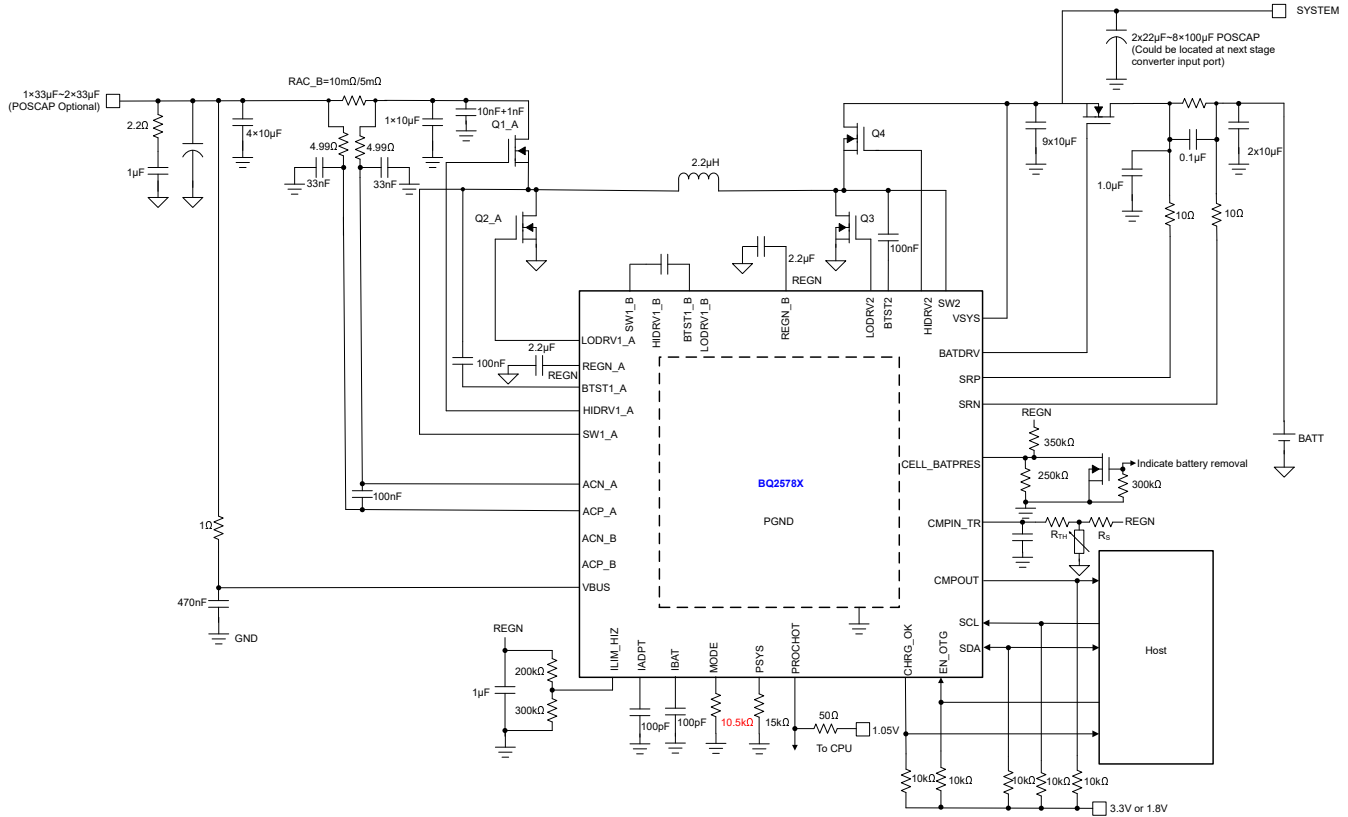 SYSTEM
2x22µF~8×100µF POSCAP
(Could be located at next stage
converter input port)
1×33µF~2×33µF
(POSCAP Optional)
RAC_B=10mΩ/5mΩ
2.2Ω
1µF
4×10µF
4.99Ω
4.99Ω
33nF
33nF
1×10µF
10nF+1nF
Q1_A
Q2_A
2.2µH
Q4
Q3
100nF
9x10µF
0.1µF
2x10µF
1.0µF
10Ω
10Ω
2.2µF
REGN
SW1_B
HIDRV1_B
BTST1_B
LODRV1_B
REGN_B
LODRV2
BTST2
HIDRV2
SW2
VSYS
BATDRV
SRP
SRN
LODRV1_A
2.2µF
REGN_A
REGN
100nF
BTST1_A
HIDRV1_A
SW1_A
ACN_A
100nF
ACP_A
ACN_B
ACP_B
VBUS
1Ω
470nF
GND
BQ2578X
PGND
REGN
350kΩ
CELL_BATPRES
250kΩ
Indicate battery removal
300kΩ
BATT
CMPIN_TR
RTH
RS
REGN
CMPOUT
SCL
SDA
Host
ILIM_HIZ
IADPT
IBAT
MODE
PSYS
PROCHOT
CHRG_OK
EN_OTG
REGN
200kΩ
1µF
300kΩ
100pF
100pF
10.5kΩ
15kΩ
50Ω
1.05V
To CPU
10kΩ
10kΩ
10kΩ
10kΩ
10kΩ
3.3V or 1.8V